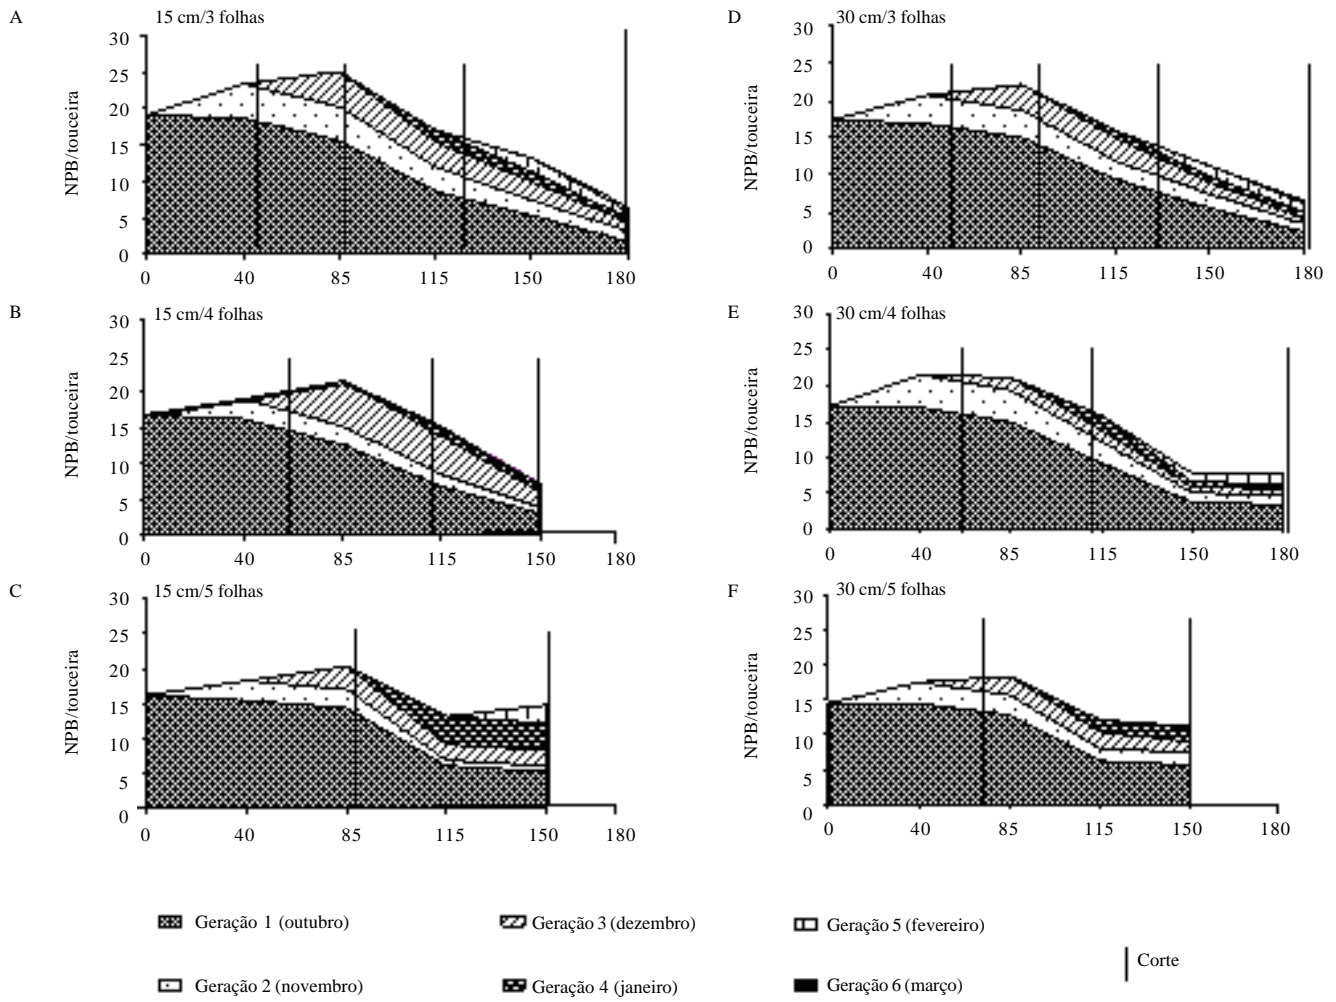 A
15 cm/3 folhas
30
25
20
15
10
5
0
NPB/touceira
0 40 85 115 150 180
D
30 cm/3 folhas
30
25
20
15
10
5
0
NPB/touceira
0 40 85 115 150 180
B
15 cm/4 folhas
30
25
20
15
10
5
0
NPB/touceira
0 40 85 115 150 180
E
30 cm/4 folhas
30
25
20
15
10
5
0
NPB/touceira
0 40 85 115 150 180
C
15 cm/5 folhas
30
25
20
15
10
5
0
NPB/touceira
0 40 85 115 150 180
F
30 cm/5 folhas
30
25
20
15
10
5
0
NPB/touceira
0 40 85 115 150 180
Geração 1 (outubro)
Geração 3 (dezembro)
Geração 5 (fevereiro)
Corte
Geração 2 (novembro)
Geração 4 (janeiro)
Geração 6 (março)